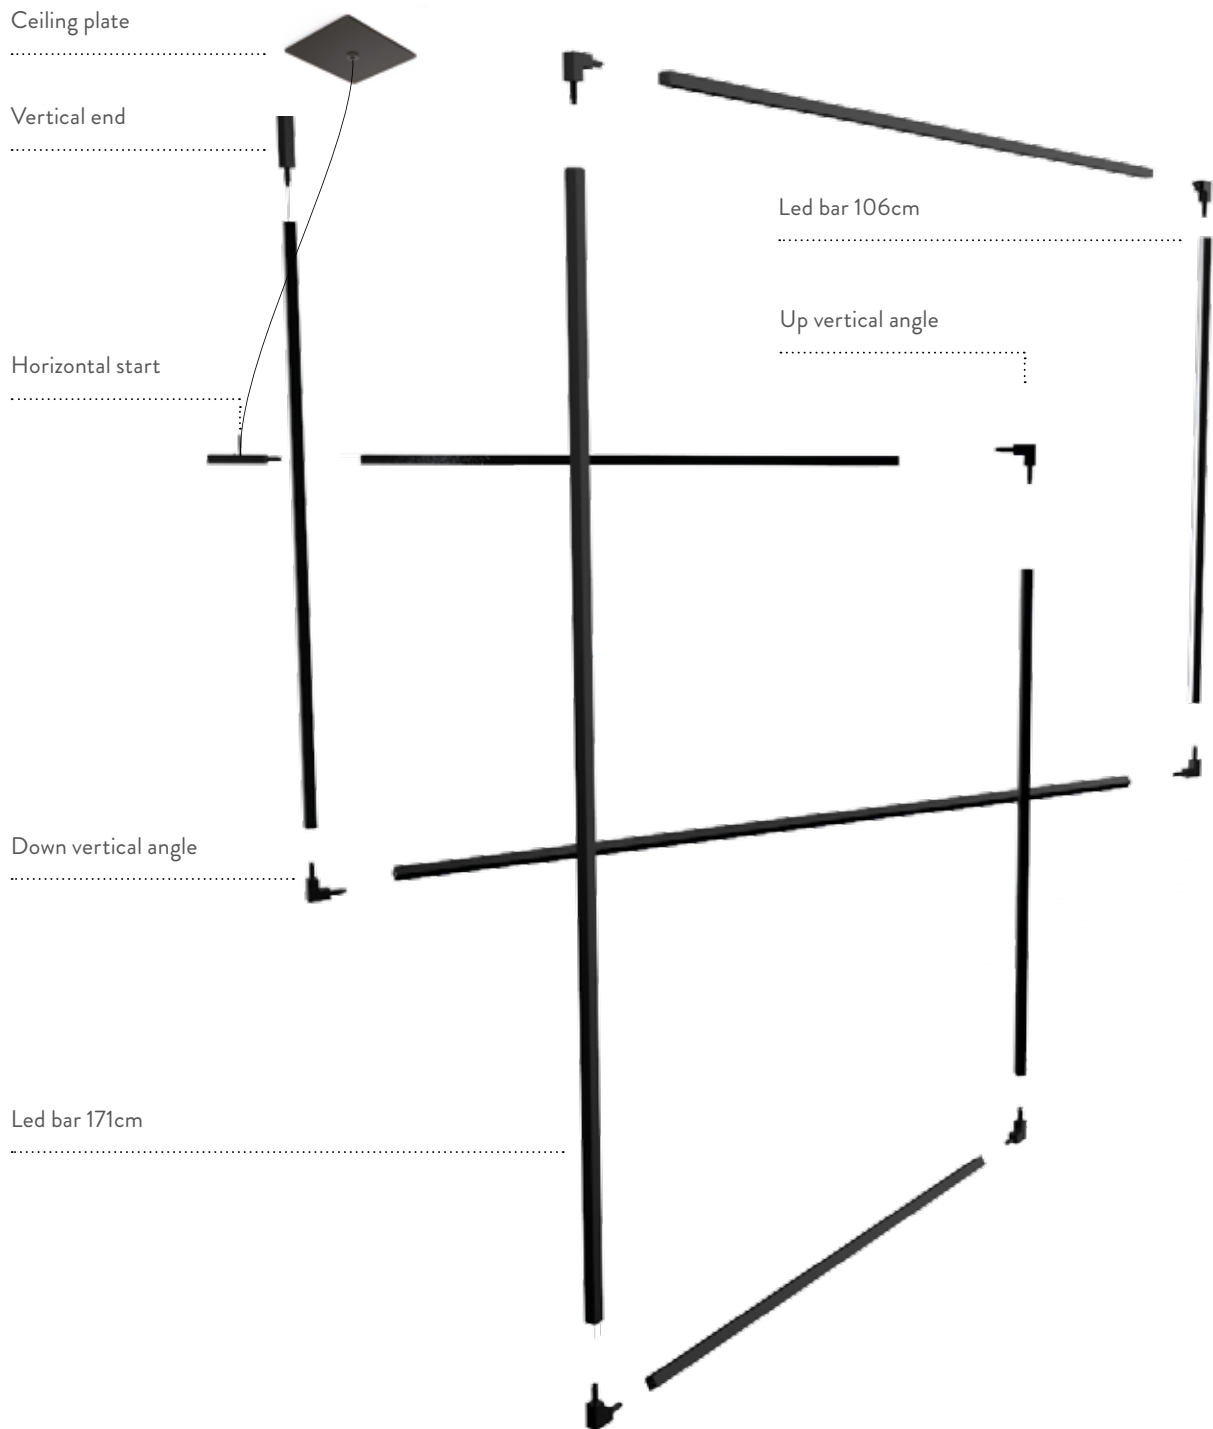 Ceiling plate
Vertical end
Led bar 106cm
Up vertical angle
Horizontal start
Down vertical angle
Led bar 171cm